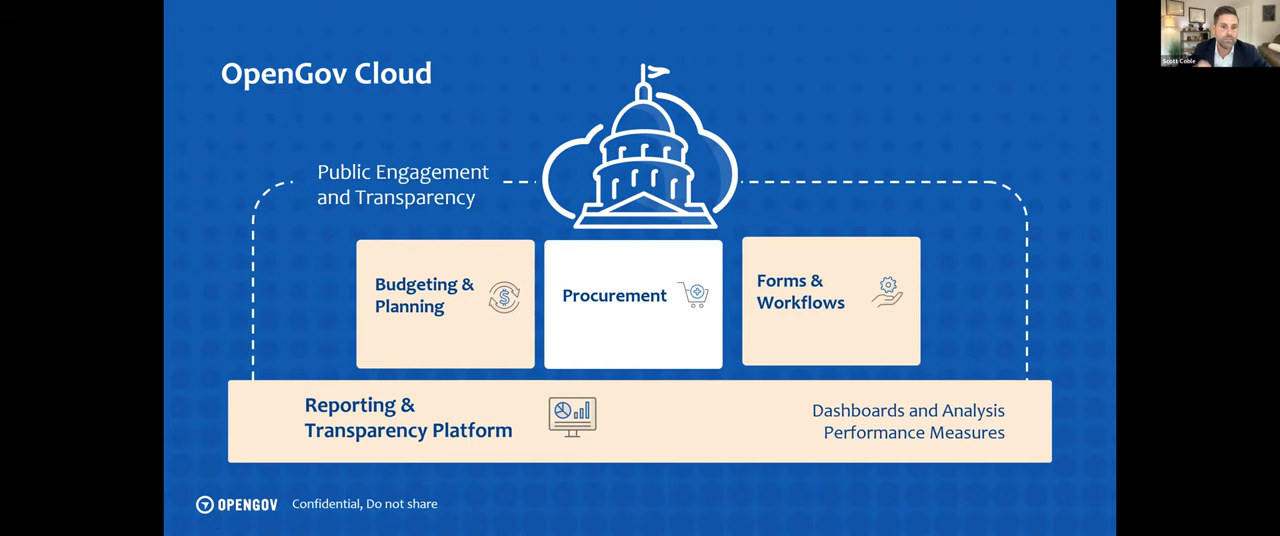 OpenGov Cloud
Scott Coble
Public Engagement
and Transparency
Budgeting &
Planning
Procurement
Forms &
Workflows
Reporting &
Transparency Platform
Dashboards and Analysis
Performance Measures
OPENGOV
Confidential, Do not share